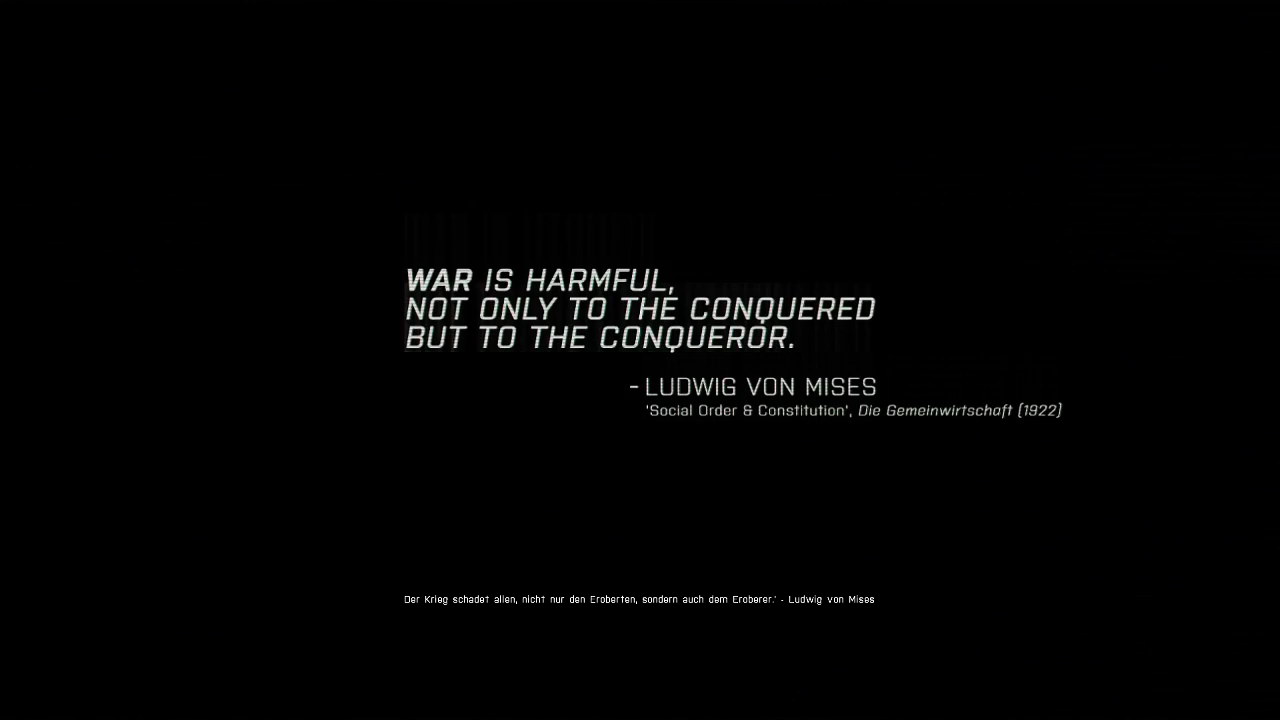 WAR IS HARMFUL,
NOT ONLY TO THE CONQUERED
BUT TO THE CONQUEROR.
- LUDWIG VON MISES
'Social Order & Constitution', Die Gemeinwirtschaft (1922)
Der Krieg schadet allen, nicht nur den Eroberten, sondern auch dem Eroberer.' - Ludwig von Mises